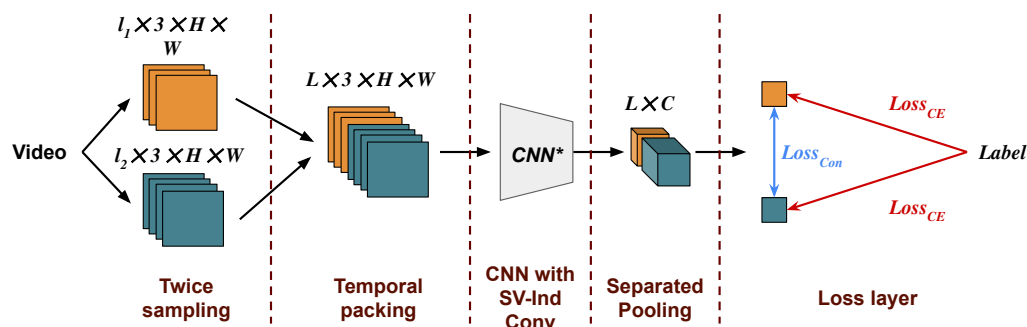 l1×3×H×
W
L×3×H×W
L×C
Video
l2×3×H×W
CNN*
LossCE
LossCon
Label
LossCE
Twice
sampling
Temporal
packing
CNN with
SV-Ind
Conv
Separated
Pooling
Loss layer